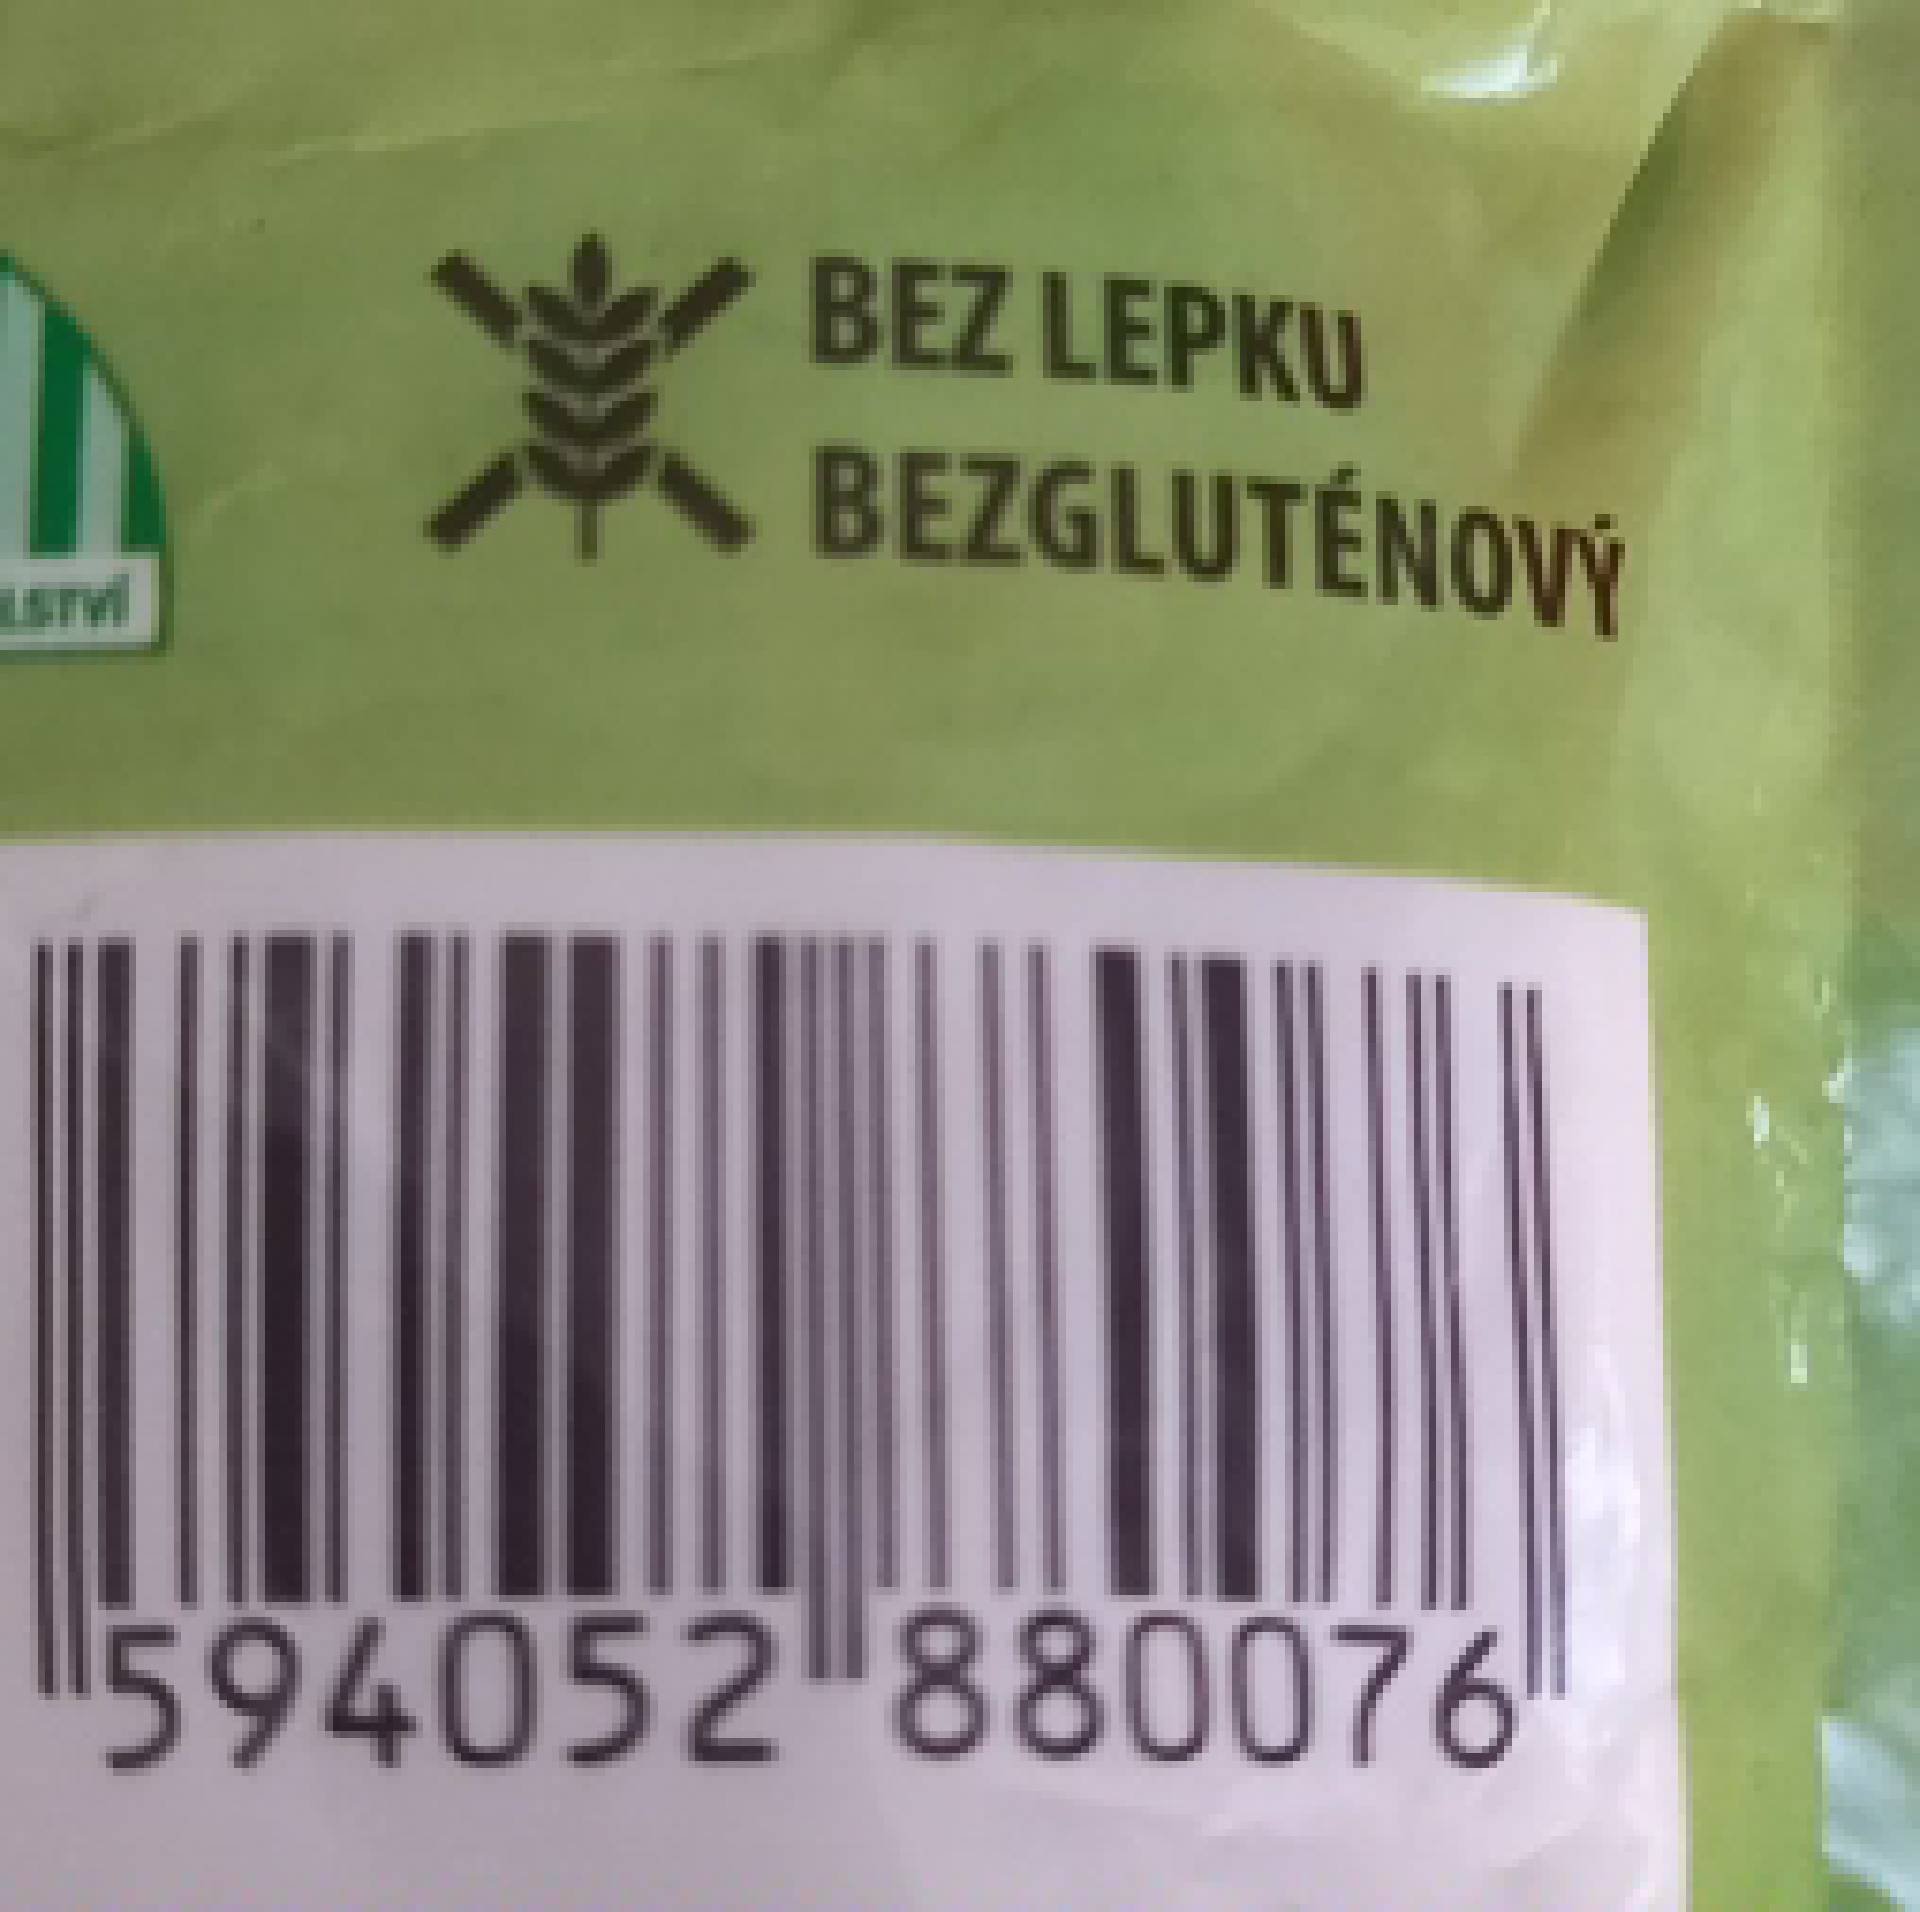 BEZ LEPKU
BEZGLUTÉNOVÝ
594052 880076